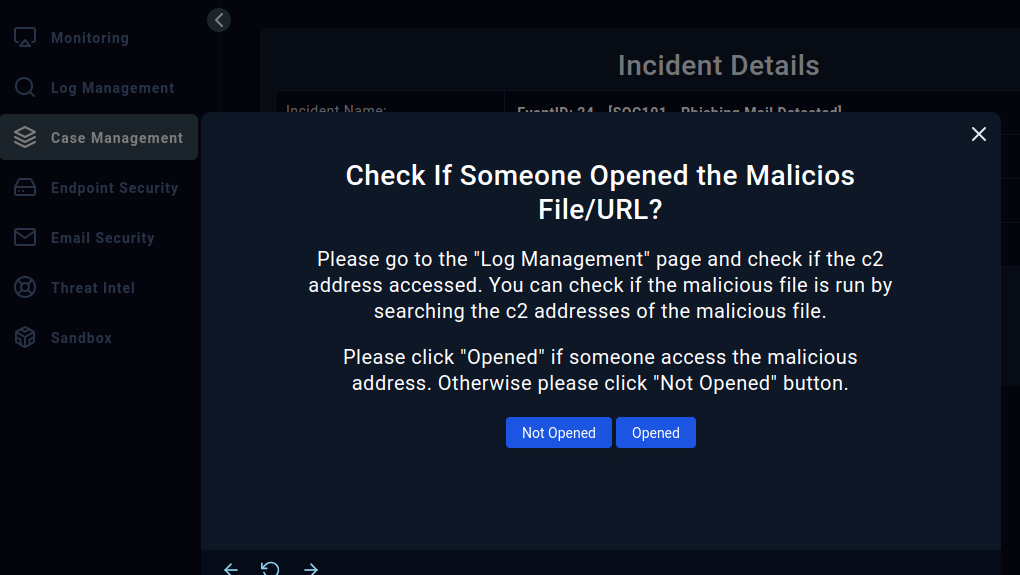 Monitoring
Log Management
Case Management
Endpoint Security
Email Security
Threat Intel
Sandbox
Incident Details
Incident Name:
EventID: 24 - [SOC101 - Phishing Mail Detected]
Check If Someone Opened the Malicios
File/URL?
Please go to the "Log Management" page and check if the c2
address accessed. You can check if the malicious file is run by
searching the c2 addresses of the malicious file.
Please click "Opened" if someone access the malicious
address. Otherwise please click "Not Opened" button.
Not Opened
Opened